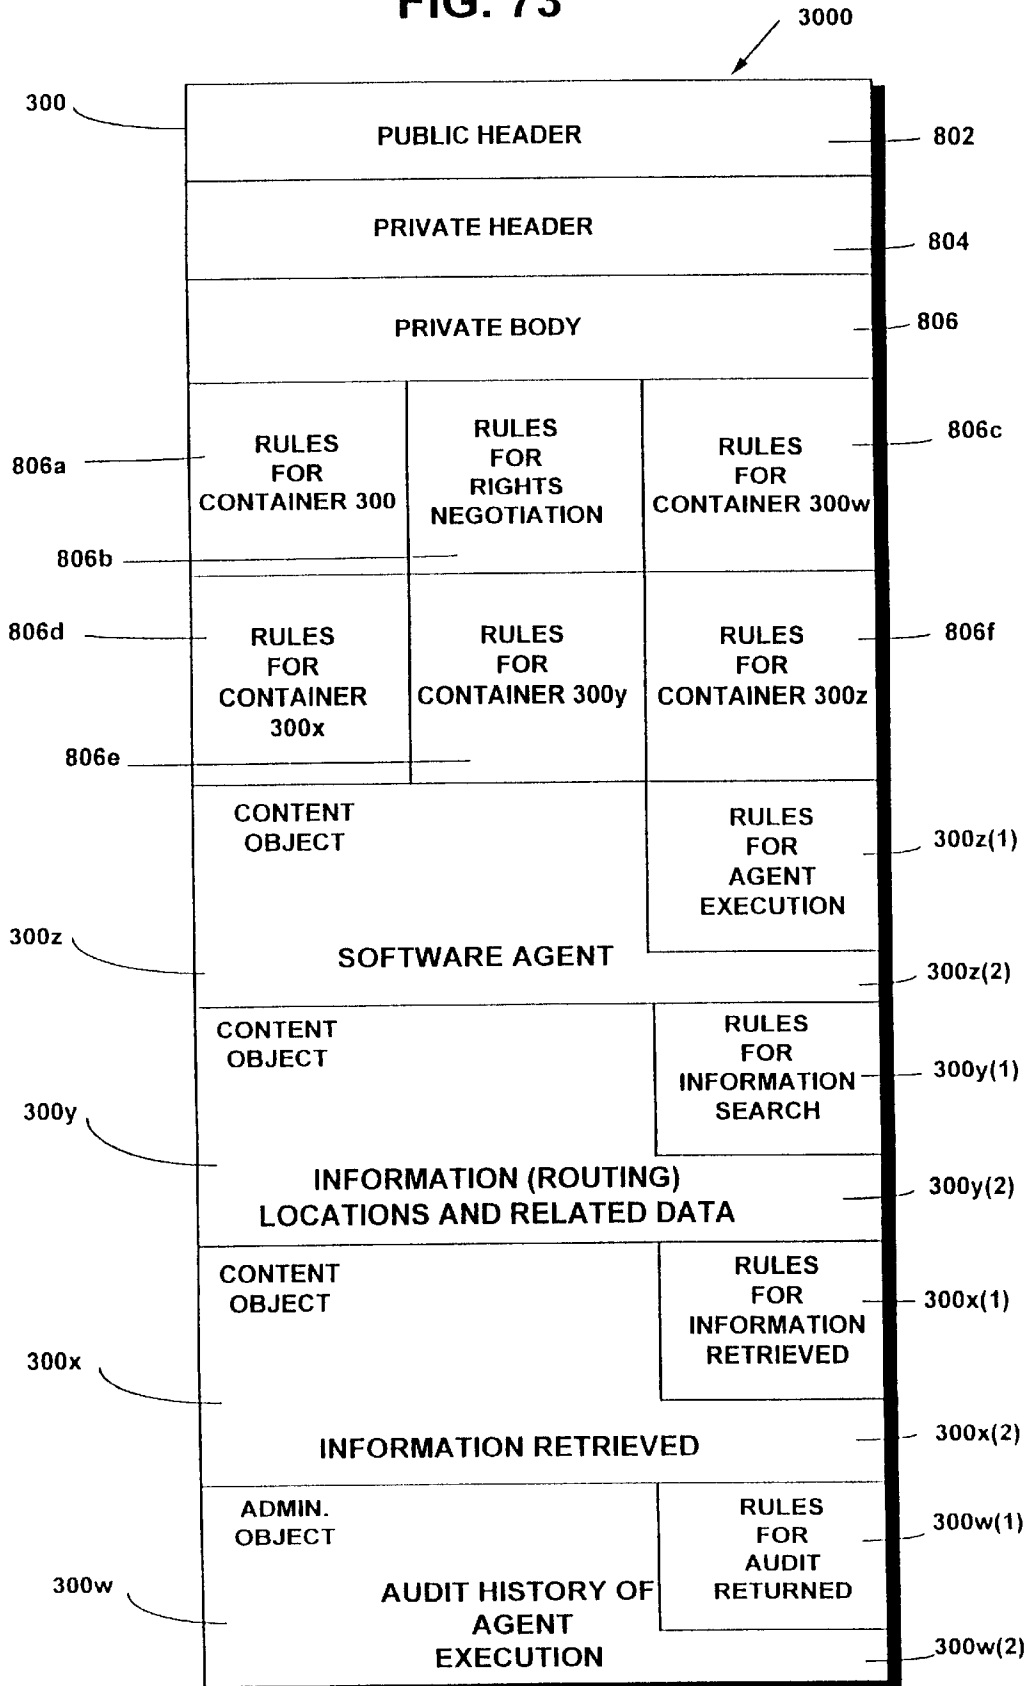 FIG. 73
3000
300
PUBLIC HEADER
802
PRIVATE HEADER
804
PRIVATE BODY
806
806a
RULES
FOR
CONTAINER 300
RULES
FOR
RIGHTS
NEGOTIATION
806b
RULES
FOR
CONTAINER 300w
806c
806d
RULES
FOR
CONTAINER
300x
RULES
FOR
CONTAINER 300y
806e
RULES
FOR
CONTAINER 300z
806f
CONTENT
OBJECT
RULES
FOR
AGENT
EXECUTION
300z(1)
300z
SOFTWARE AGENT
300z(2)
CONTENT
OBJECT
RULES
FOR
INFORMATION
SEARCH
300y(1)
300y
INFORMATION (ROUTING)
LOCATIONS AND RELATED DATA
300y(2)
CONTENT
OBJECT
RULES
FOR
INFORMATION
RETRIEVED
300x(1)
300x
INFORMATION RETRIEVED
300x(2)
ADMIN.
OBJECT
RULES
FOR
AUDIT
RETURNED
300w(1)
300w
AUDIT HISTORY OF
AGENT
EXECUTION
300w(2)